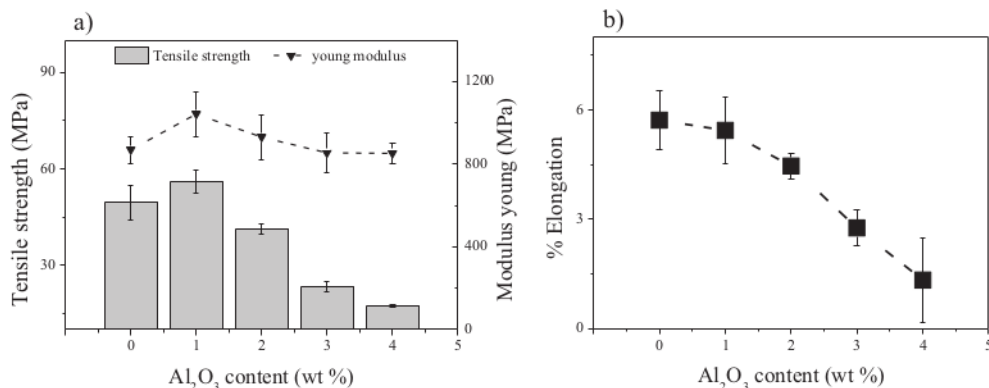 a)
Tensile strength
young modulus
90
60
30
Tensile strength (MPa)
1200
800
400
0
Modulus young (MPa)
0 1 2 3 4 5
Al₂O₃ content (wt %)
b)
6
3
0
% Elongation
0 1 2 3 4 5
Al₂O₃ content (wt %)